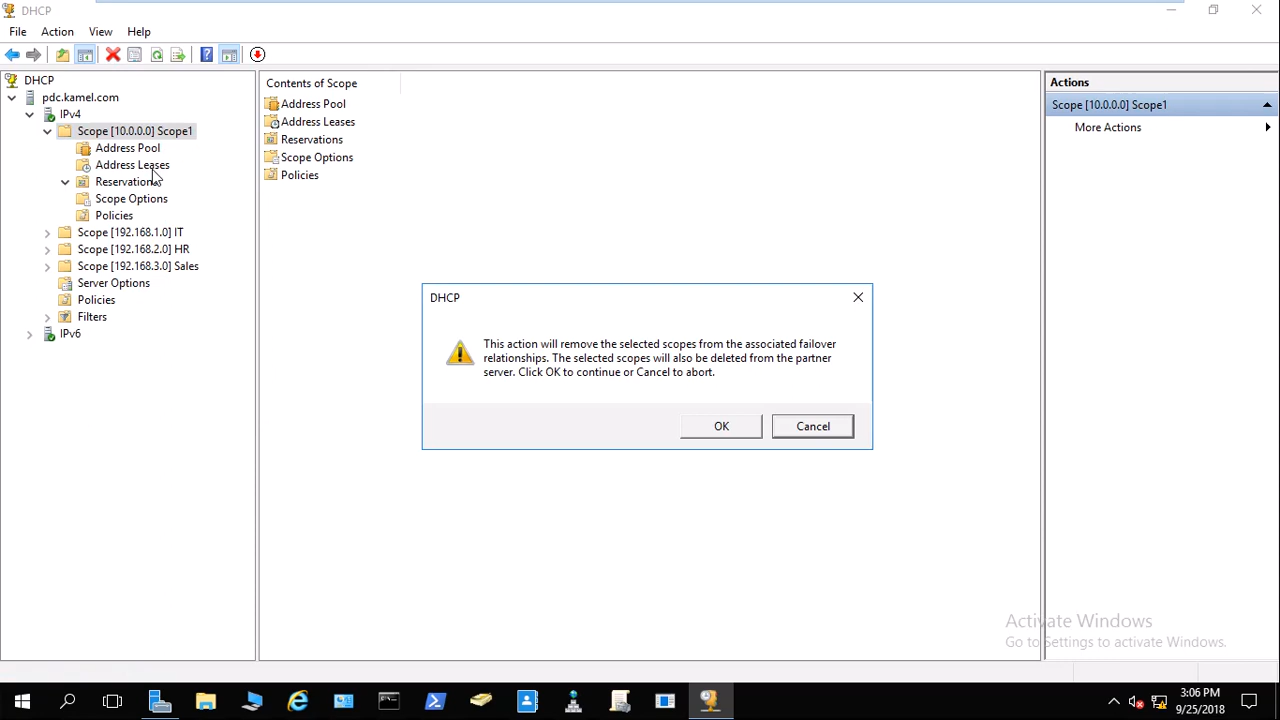 DHCP
File Action View Help
DHCP
pdc.kamel.com
IPv4
Scope [10.0.0.0] Scope1
Address Pool
Address Leases
Reservations
Scope Options
Policies
Scope [192.168.1.0] IT
Scope [192.168.2.0] HR
Scope [192.168.3.0] Sales
Server Options
Policies
Filters
IPv6
Contents of Scope
Address Pool
Address Leases
Reservations
Scope Options
Policies
Actions
Scope [10.0.0.0] Scope1
More Actions
DHCP
This action will remove the selected scopes from the associated failover
relationships. The selected scopes will also be deleted from the partner
server. Click OK to continue or Cancel to abort.
OK Cancel
Activate Windows
Go to Settings to activate Windows.
3:06 PM
9/25/2018